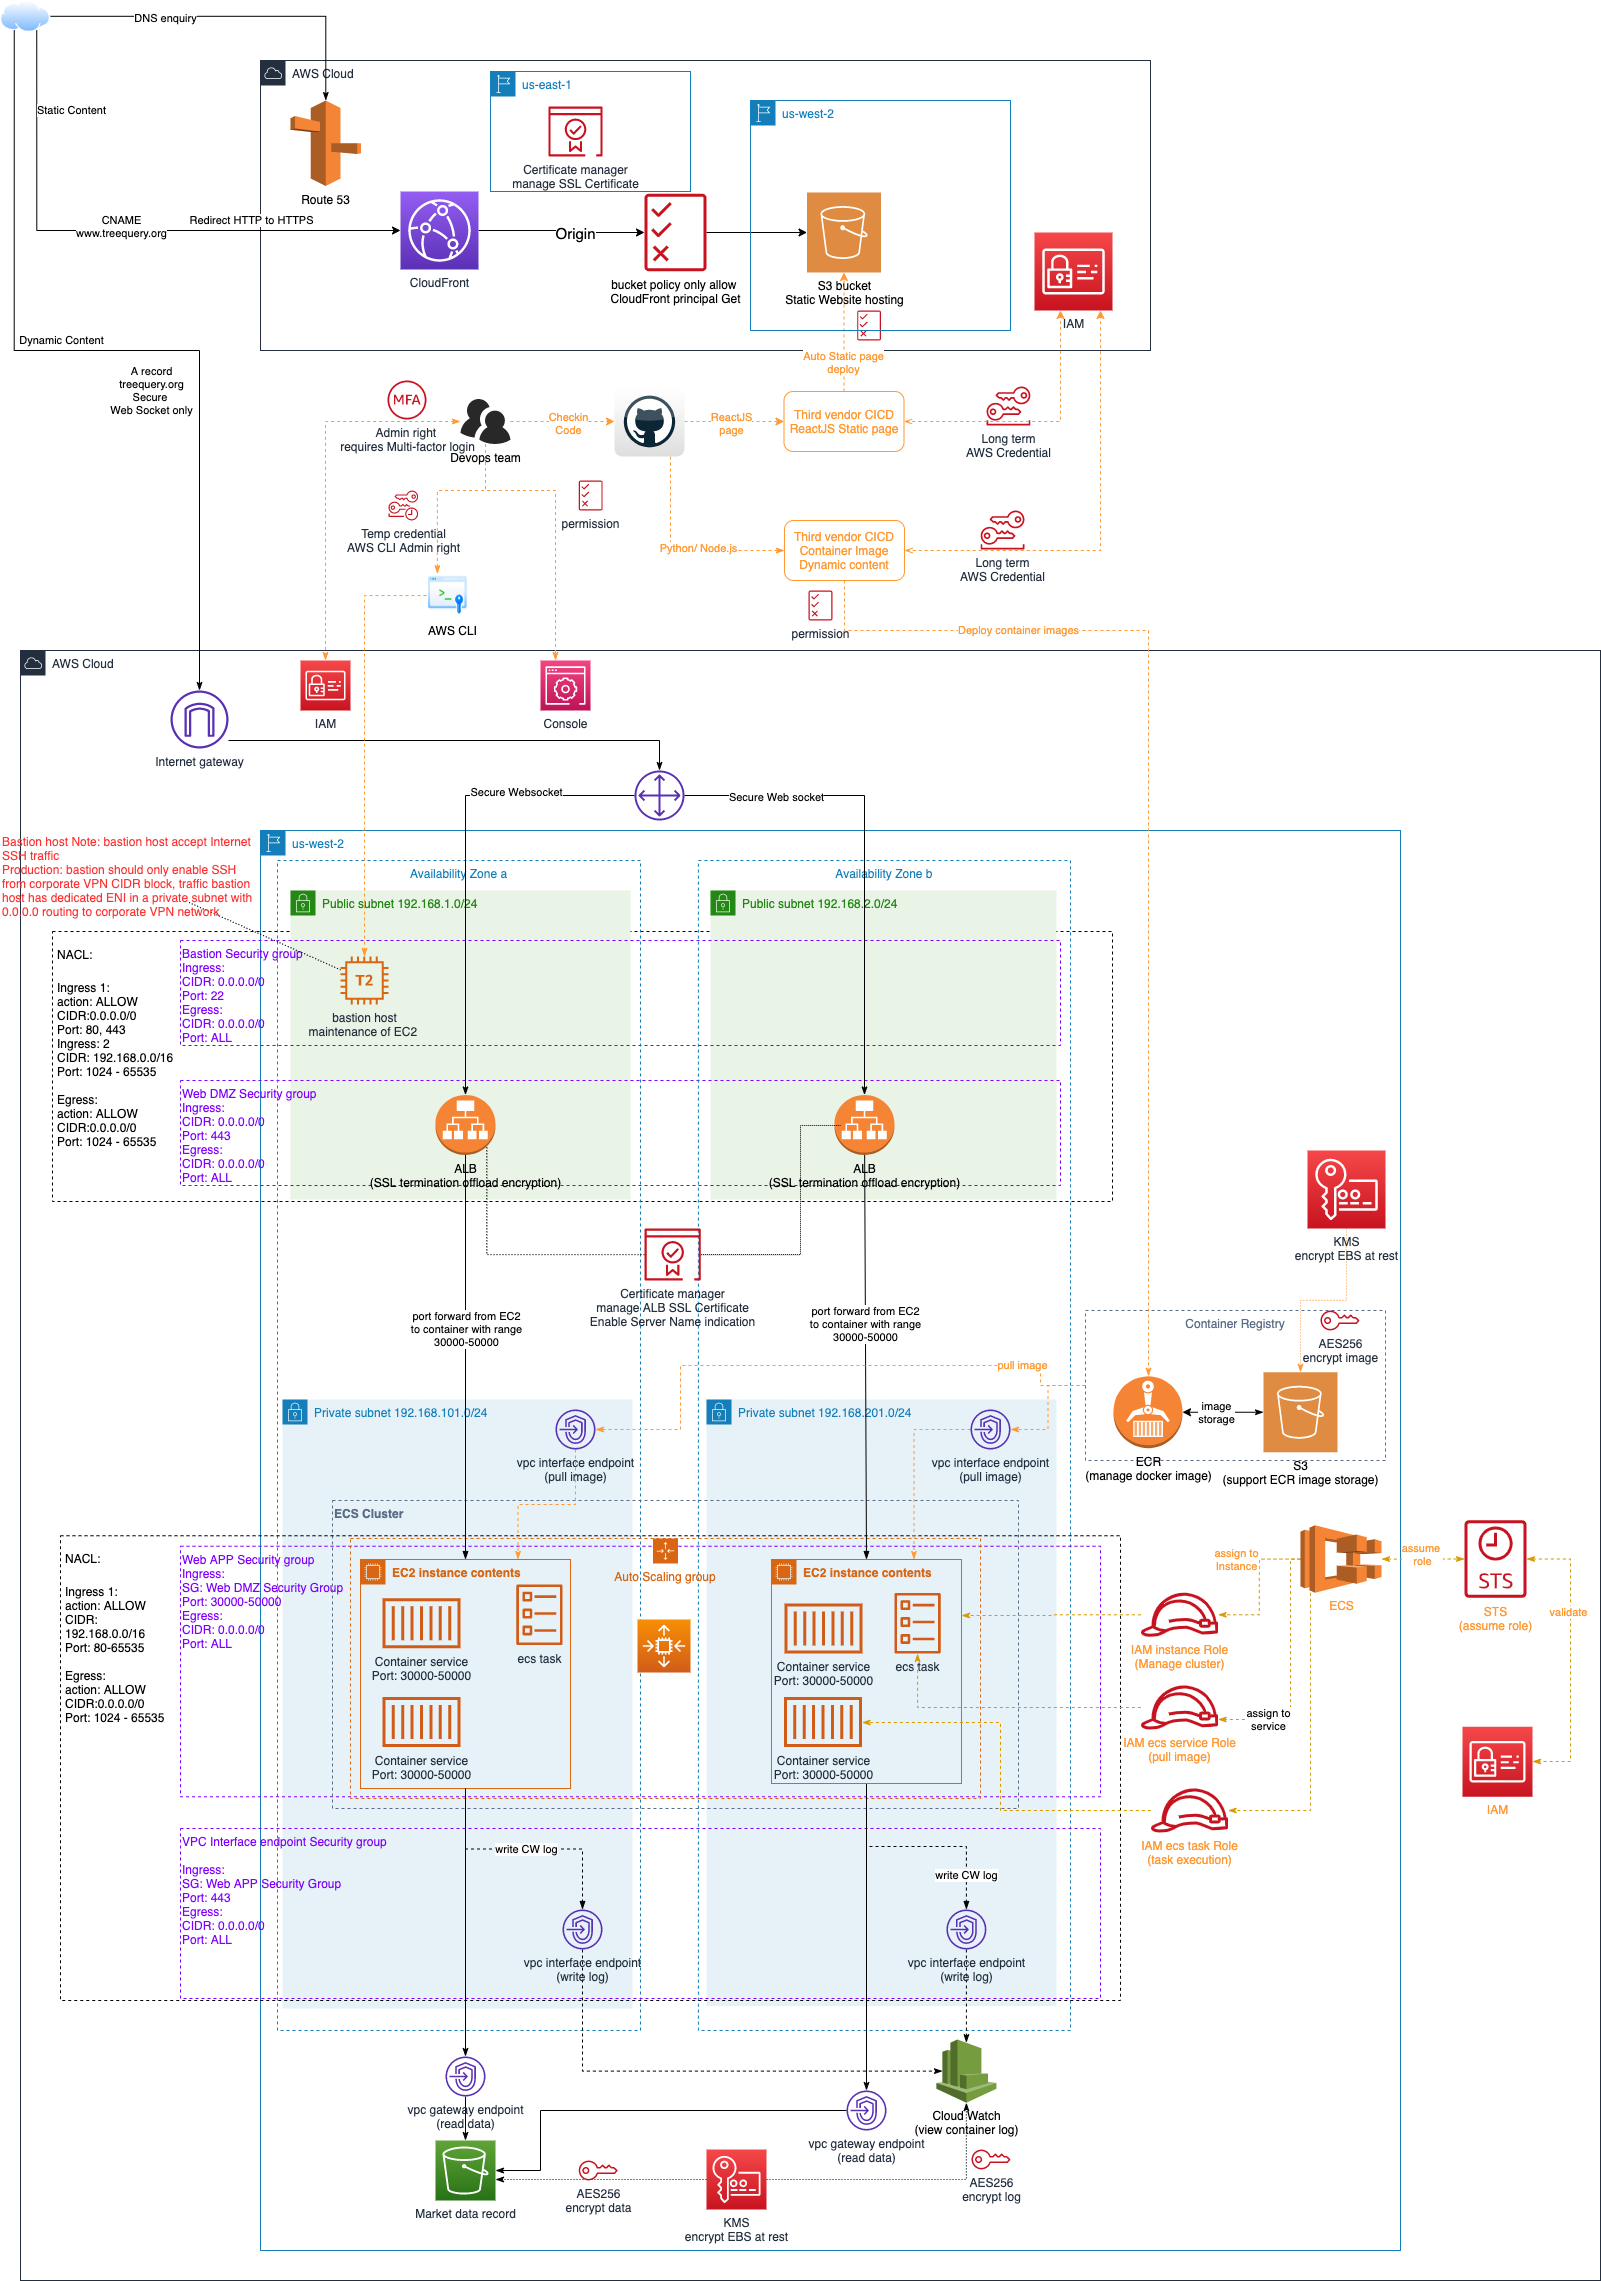 DNS enquiry
AWS Cloud
us-east-1
Static Content
us-west-2
Certificate manager
manage SSL Certificate
Route 53
CNAME
www.treequery.org
Redirect HTTP to HTTPS
Origin
CloudFront
bucket policy only allow
CloudFront principal Get
S3 bucket
Static Website hosting
IAM
Dynamic Content
Auto Static page
deploy
A record
treequery.org
Secure
Web Socket only
MFA
Admin right
requires Multi-factor login
Devops team
Checkin
Code
ReactJS
page
Third vendor CICD
ReactJS Static page
Long term
AWS Credential
Temp credential
AWS CLI Admin right
permission
Python/ Node.js
Third vendor CICD
Container Image
Dynamic content
Long term
AWS Credential
>_
AWS CLI
permission
Deploy container images
AWS Cloud
IAM
Console
Internet gateway
Secure Websocket
Secure Web socket
Bastion host Note: bastion host accept Internet
SSH traffic
Production: bastion should only enable SSH
from corporate VPN CIDR block, traffic bastion
host has dedicated ENI in a private subnet with
0.0.0.0 routing to corporate VPN network
us-west-2
Availability Zone a
Availability Zone b
Public subnet 192.168.1.0/24
Public subnet 192.168.2.0/24
NACL:
Ingress 1:
action: ALLOW
CIDR:0.0.0.0/0
Port: 80, 443
Ingress: 2
CIDR: 192.168.0.0/16
Port: 1024 - 65535
Egress:
action: ALLOW
CIDR:0.0.0.0/0
Port: 1024 - 65535
Bastion Security group
Ingress:
CIDR: 0.0.0.0/0
Port: 22
Egress:
CIDR: 0.0.0.0/0
Port: ALL
T2
bastion host
maintenance of EC2
Web DMZ Security group
Ingress:
CIDR: 0.0.0.0/0
Port: 443
Egress:
CIDR: 0.0.0.0/0
Port: ALL
ALB
(SSL termination offload encryption)
ALB
(SSL termination offload encryption)
KMS
encrypt EBS at rest
Certificate manager
manage ALB SSL Certificate
Enable Server Name indication
port forward from EC2
to container with range
30000-50000
port forward from EC2
to container with range
30000-50000
Container Registry
AES256
encrypt image
pull image
image
storage
ECR
(manage docker image)
S3
(support ECR image storage)
Private subnet 192.168.101.0/24
Private subnet 192.168.201.0/24
vpc interface endpoint
(pull image)
vpc interface endpoint
(pull image)
ECS Cluster
NACL:
Ingress 1:
action: ALLOW
CIDR:
192.168.0.0/16
Port: 80-65535
Egress:
action: ALLOW
CIDR:0.0.0.0/0
Port: 1024 - 65535
Web APP Security group
Ingress:
SG: Web DMZ Security Group
Port: 30000-50000
Egress:
CIDR: 0.0.0.0/0
Port: ALL
EC2 instance contents
Container service
Port: 30000-50000
ecs task
Container service
Port: 30000-50000
Auto Scaling group
EC2 instance contents
Container service
Port: 30000-50000
ecs task
Container service
Port: 30000-50000
assign to
Instance
ECS
assume
role
STS
STS
(assume role)
validate
IAM instance Role
(Manage cluster)
assign to
service
IAM ecs service Role
(pull image)
IAM
IAM ecs task Role
(task execution)
VPC Interface endpoint Security group
Ingress:
SG: Web APP Security Group
Port: 443
Egress:
CIDR: 0.0.0.0/0
Port: ALL
write CW log
write CW log
vpc interface endpoint
(write log)
vpc interface endpoint
(write log)
vpc gateway endpoint
(read data)
Cloud Watch
(view container log)
vpc gateway endpoint
(read data)
Market data record
AES256
encrypt data
KMS
encrypt EBS at rest
AES256
encrypt log